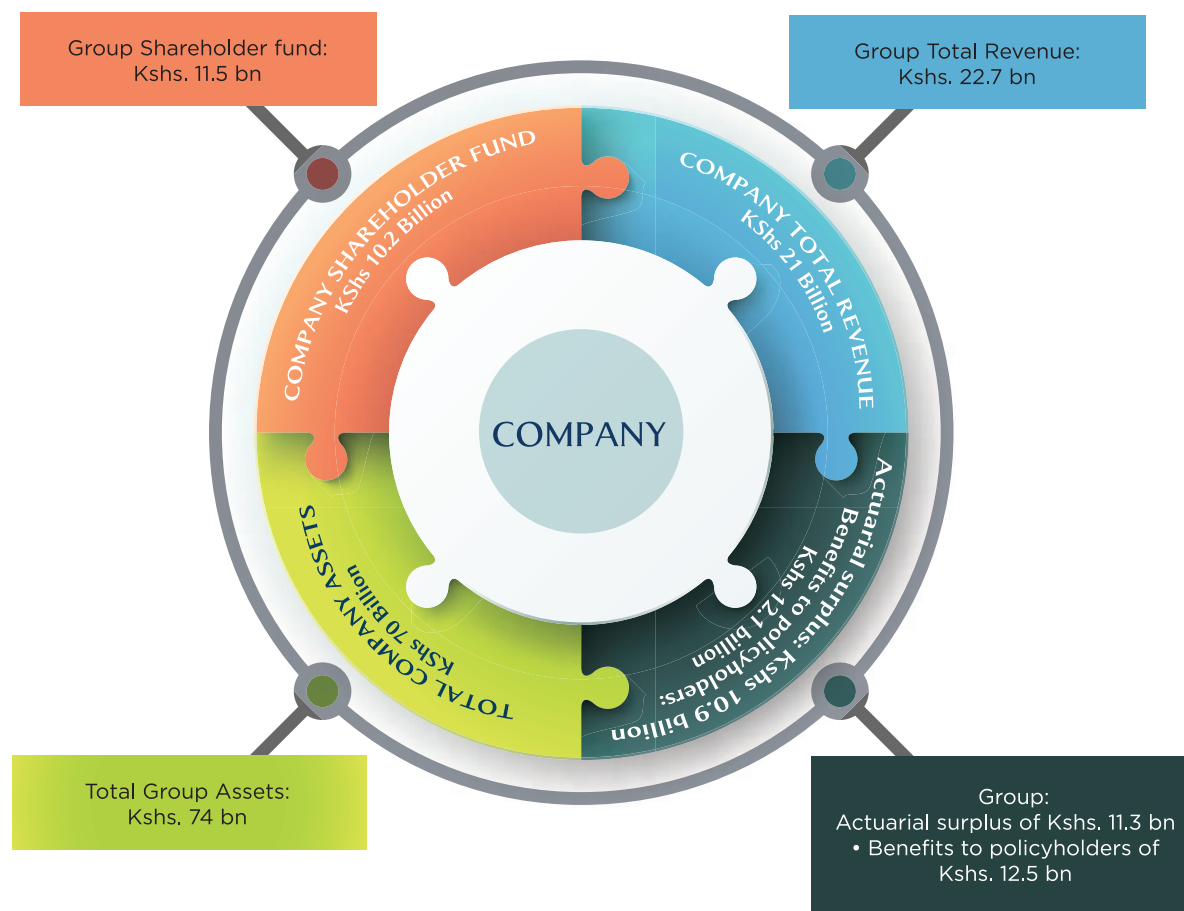 Group Shareholder fund:
Kshs. 11.5 bn
Group Total Revenue:
Kshs. 22.7 bn
COMPANY SHAREHOLDER FUND
KShs 10.2 Billion
COMPANY TOTAL REVENUE
KShs 21 Billion
COMPANY
TOTAL COMPANY ASSETS
KShs 70 Billion
Actuarial surplus: Kshs 10.9 billion
Benefits to policyholders:
Kshs 12.1 billion
Total Group Assets:
Kshs. 74 bn
Group:
Actuarial surplus of Kshs. 11.3 bn
• Benefits to policyholders of
Kshs. 12.5 bn